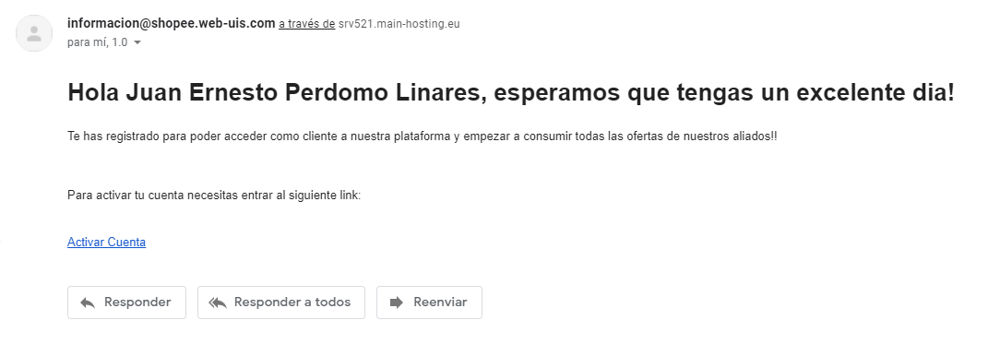 informacion@shopee.web-uis.com a través de srv521.main-hosting.eu
para mí, 1.0
Hola Juan Ernesto Perdomo Linares, esperamos que tengas un excelente dia!
Te has registrado para poder acceder como cliente a nuestra plataforma y empezar a consumir todas las ofertas de nuestros aliados!!
Para activar tu cuenta necesitas entrar al siguiente link:
Activar Cuenta
Responder Responder a todos Reenviar